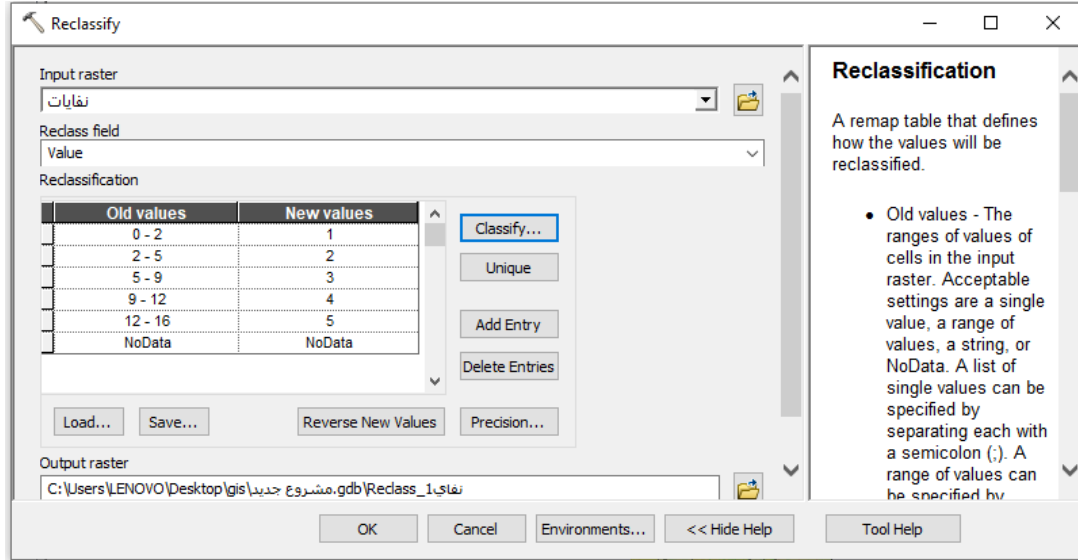 Reclassify
Input raster
نفايات
Reclass field
Value
Reclassification
Old values New values
0 - 2 1
2 - 5 2
5 - 9 3
9 - 12 4
12 - 16 5
NoData NoData
Classify...
Unique
Add Entry
Delete Entries
Load... Save... Reverse New Values Precision...
Output raster
C:\Users\LENOVO\Desktop\gis\مشروع جديد.gdb\Reclass_نفاي1
OK Cancel Environments... << Hide Help Tool Help
Reclassification
A remap table that defines
how the values will be
reclassified.
• Old values - The
ranges of values of
cells in the input
raster. Acceptable
settings are a single
value, a range of
values, a string, or
NoData. A list of
single values can be
specified by
separating each with
a semicolon (;). A
range of values can
be specified by